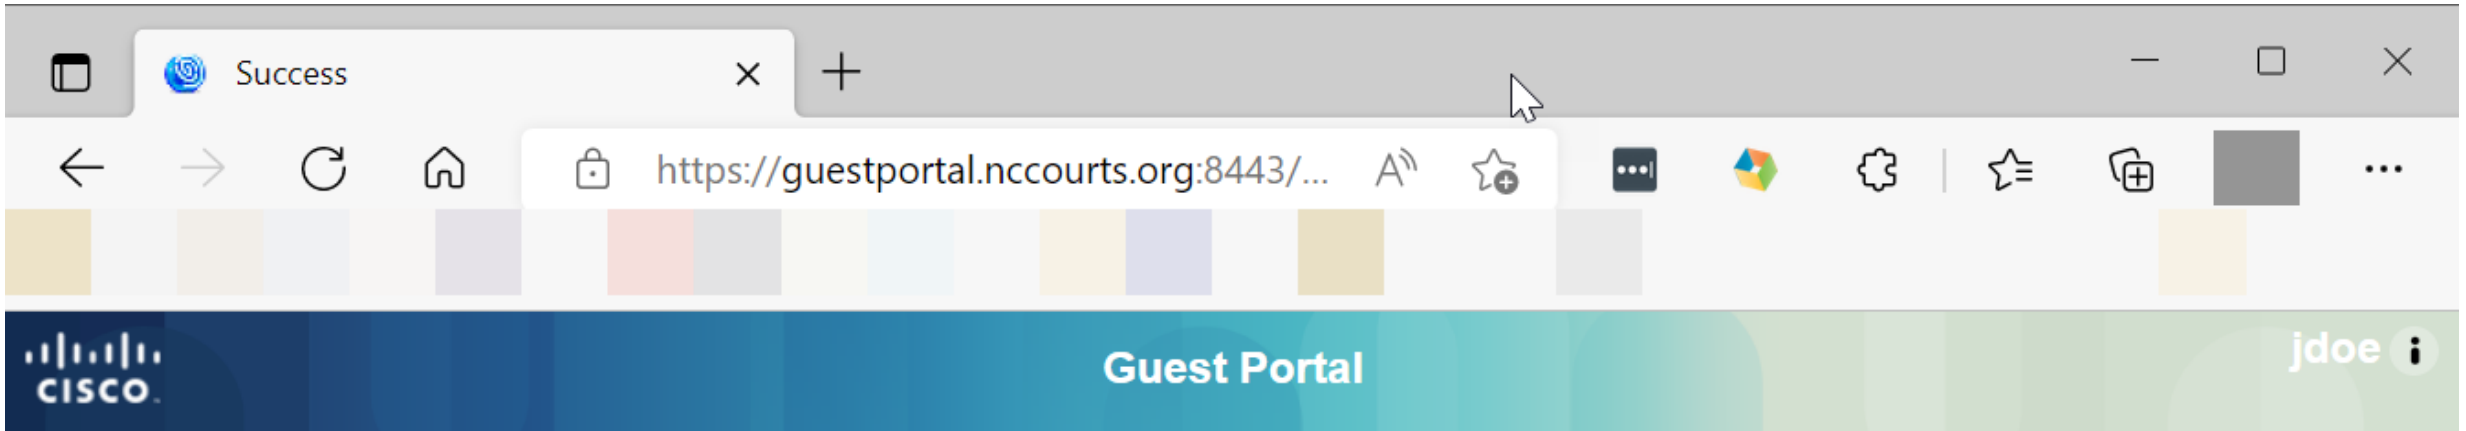 Success
https://guestportal.nccourts.org:8443/...
CISCO
Guest Portal
jdoe